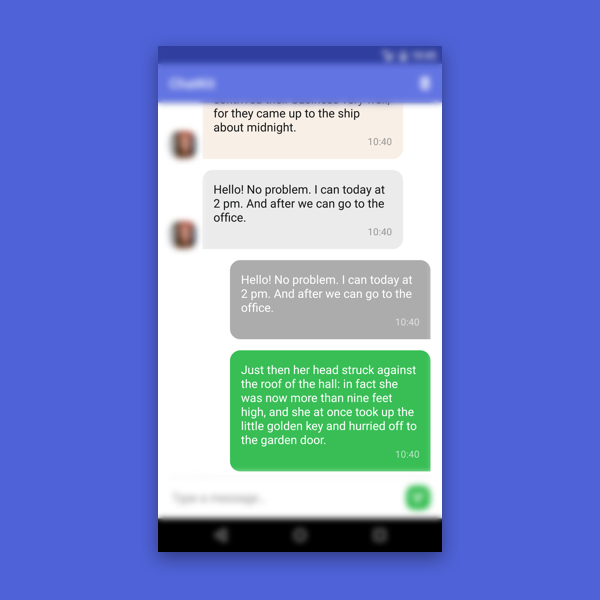 for they came up to the ship
about midnight.
10:40
Hello! No problem. I can today at
2 pm. And after we can go to the
office.
10:40
Hello! No problem. I can today at
2 pm. And after we can go to the
office.
10:40
Just then her head struck against
the roof of the hall: in fact she
was now more than nine feet
high, and she at once took up the
little golden key and hurried off to
the garden door.
10:40
Type a message...